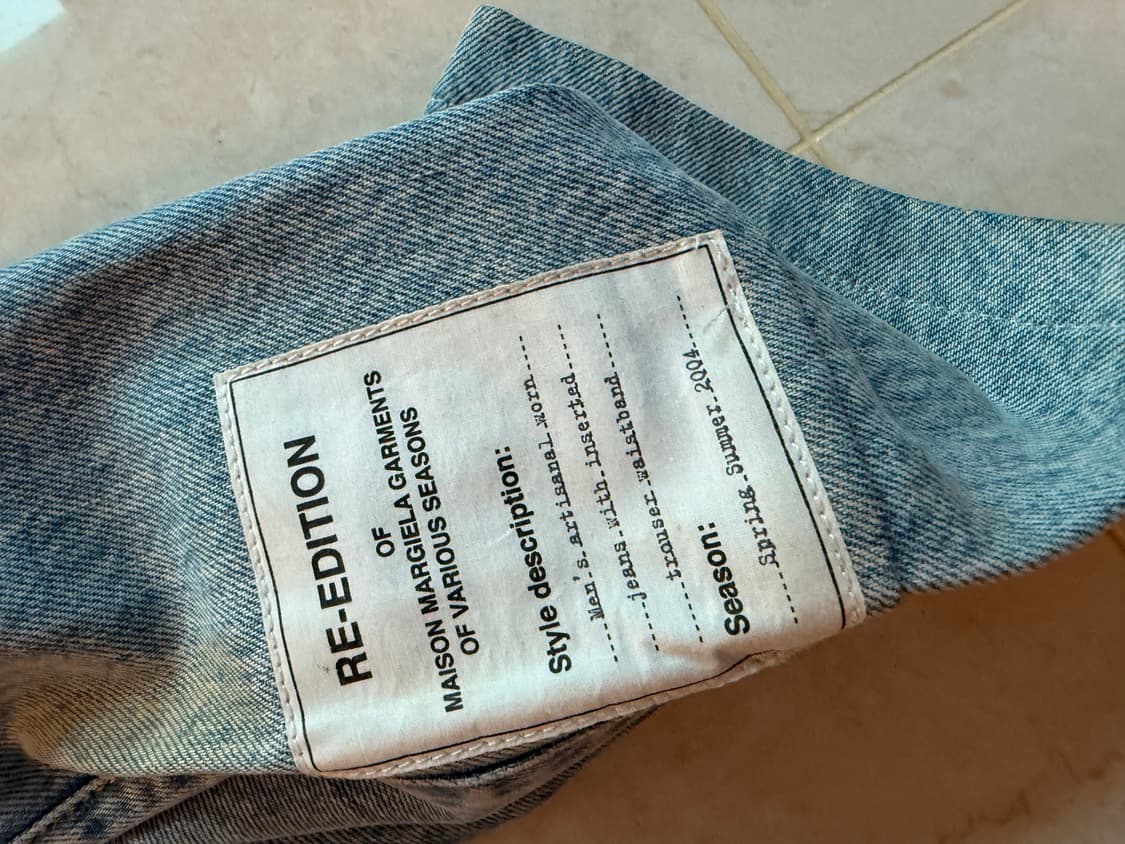 RE-EDITION
OF
MAISON MARGIELA GARMENTS
OF VARIOUS SEASONS
Style description:
Men's artisanal worn
jeans with inserted
trouser waistband
Season:
Spring Summer 2004